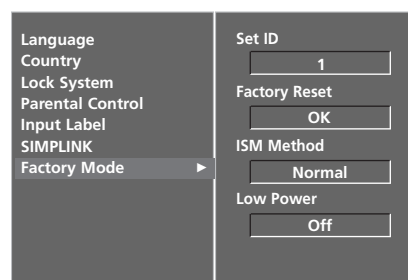 Language
Country
Lock System
Parental Control
Input Label
SIMPLINK
Factory Mode ►
Set ID
1
Factory Reset
OK
ISM Method
Normal
Low Power
Off